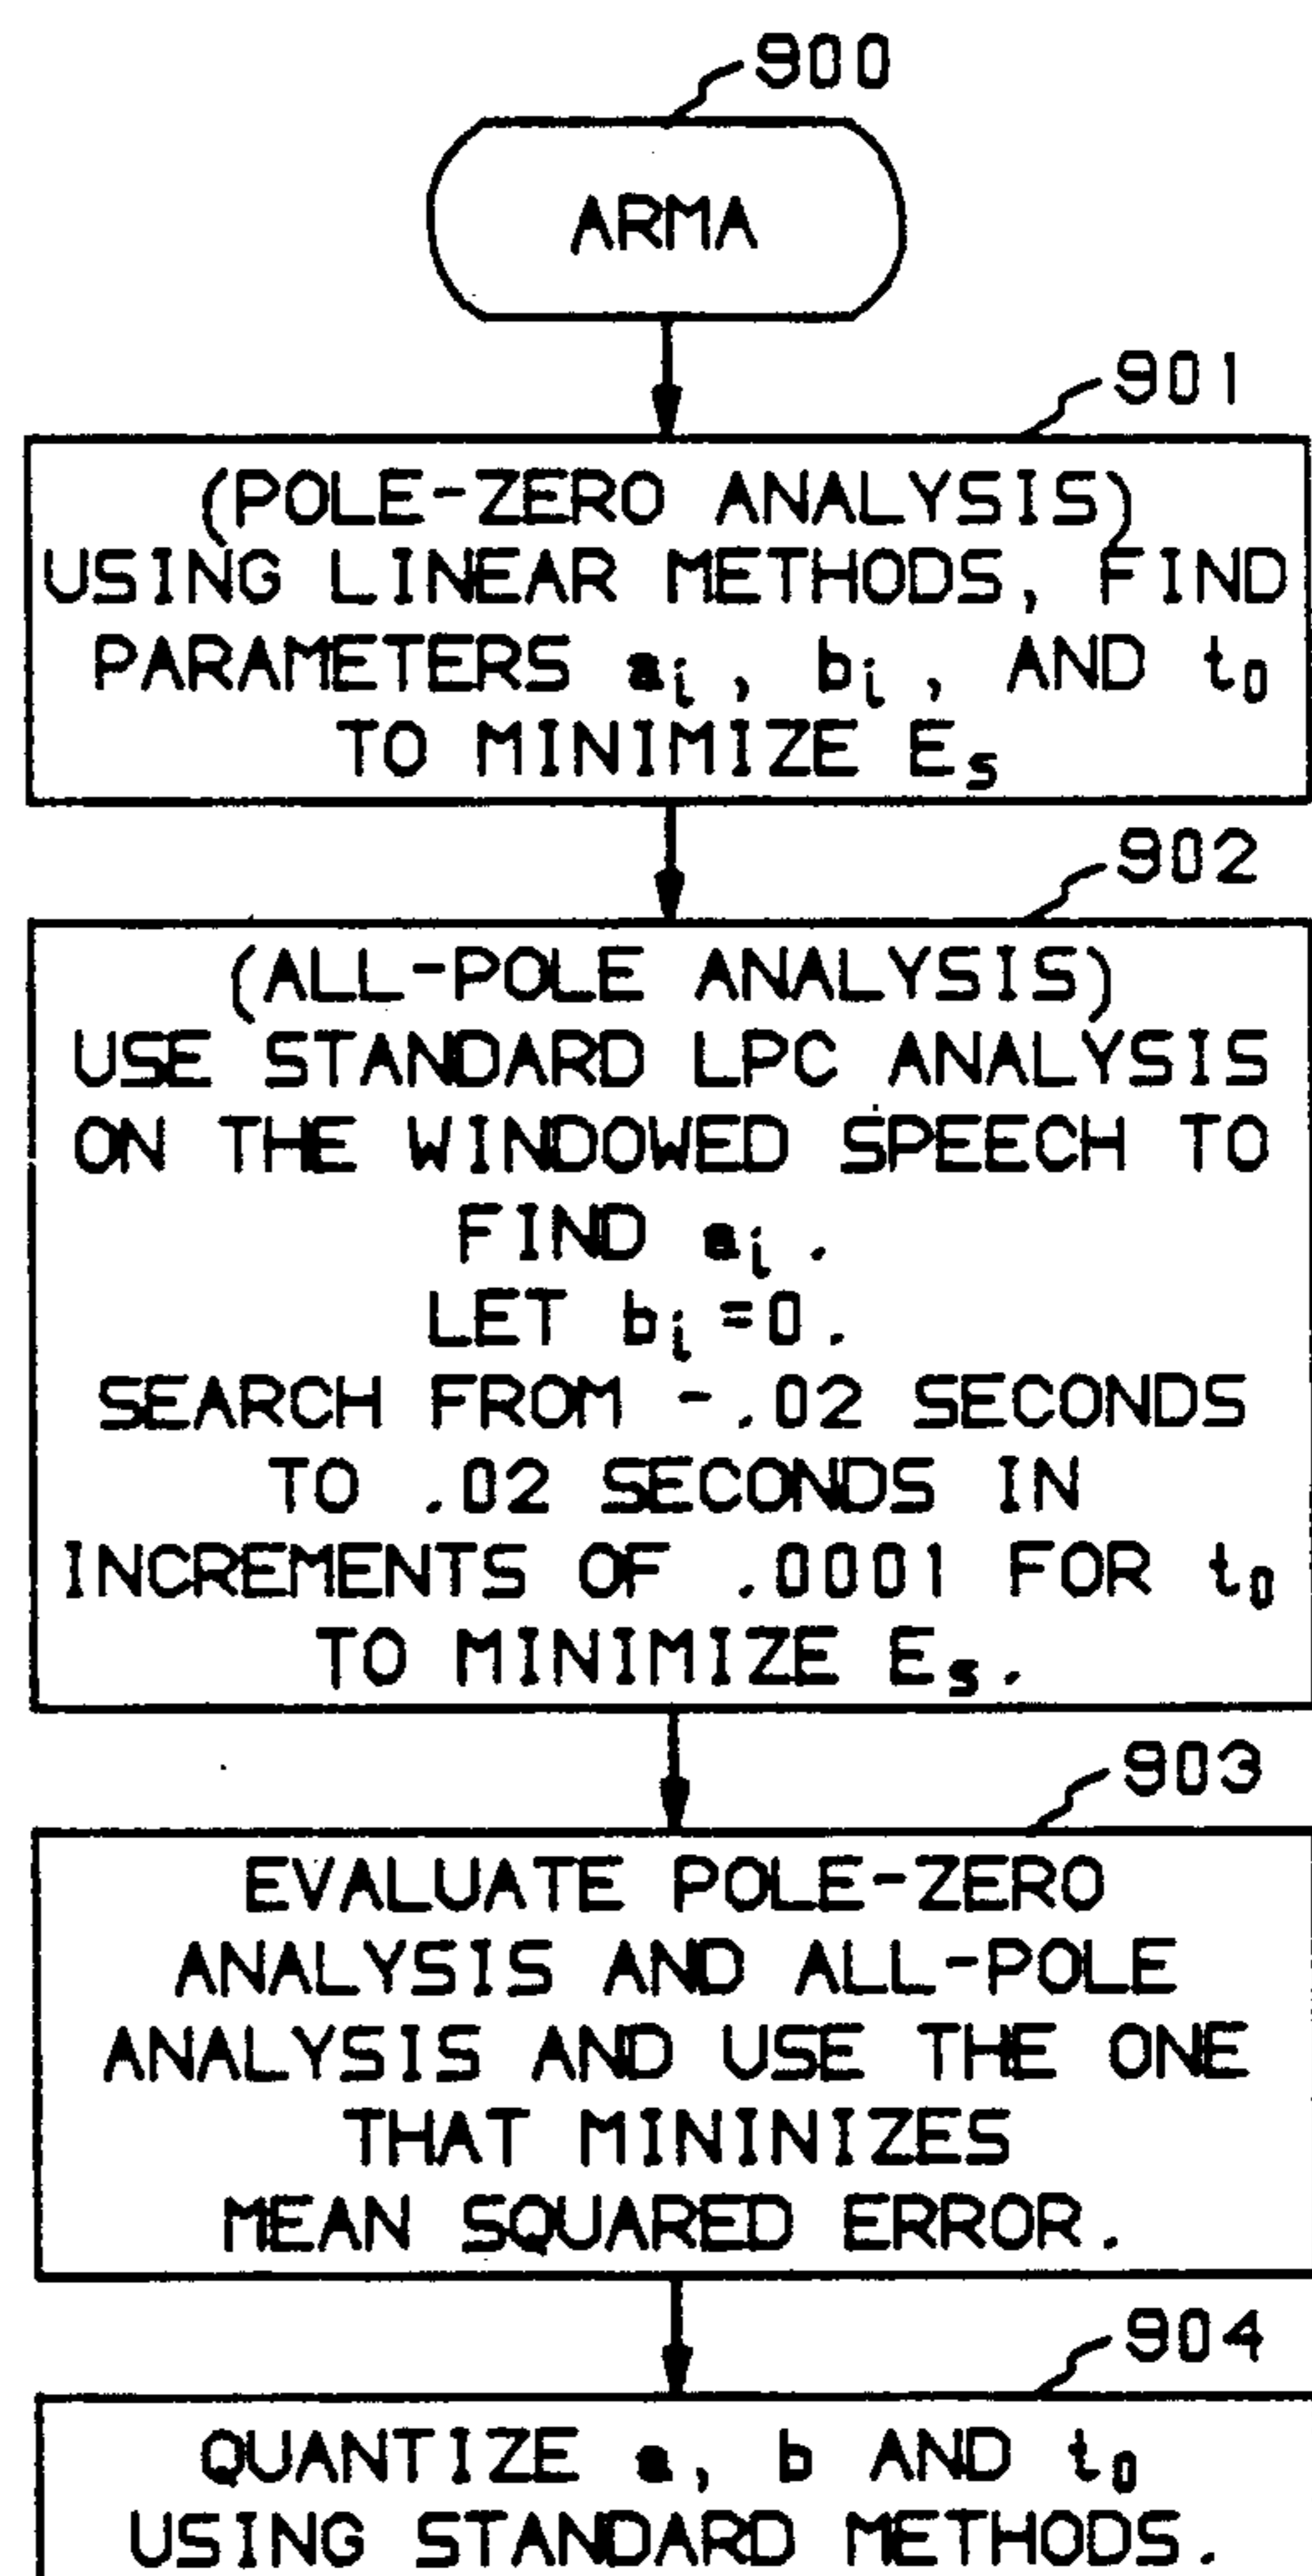 900
ARMA
901
(POLE-ZERO ANALYSIS)
USING LINEAR METHODS, FIND
PARAMETERS aᵢ, bᵢ, AND t₀
TO MINIMIZE Eₛ
902
(ALL-POLE ANALYSIS)
USE STANDARD LPC ANALYSIS
ON THE WINDOWED SPEECH TO
FIND aᵢ.
LET bᵢ=0.
SEARCH FROM -.02 SECONDS
TO .02 SECONDS IN
INCREMENTS OF .0001 FOR t₀
TO MINIMIZE Eₛ.
903
EVALUATE POLE-ZERO
ANALYSIS AND ALL-POLE
ANALYSIS AND USE THE ONE
THAT MININIZES
MEAN SQUARED ERROR.
904
QUANTIZE a, b AND t₀
USING STANDARD METHODS.